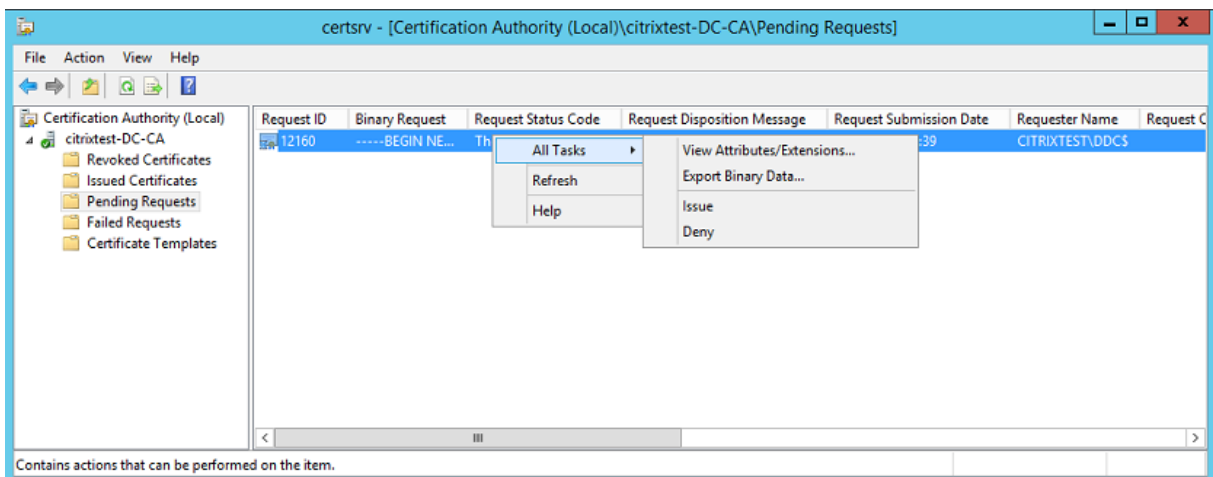 certsrv - [Certification Authority (Local)\citrixtest-DC-CA\Pending Requests]
File Action View Help
Certification Authority (Local)
citrixtest-DC-CA
Revoked Certificates
Issued Certificates
Pending Requests
Failed Requests
Certificate Templates
Request ID Binary Request Request Status Code Request Disposition Message Request Submission Date Requester Name Request C
12160 -----BEGIN NE... Th :39 CITRIXTEST\DDC$
All Tasks
Refresh
Help
View Attributes/Extensions...
Export Binary Data...
Issue
Deny
Contains actions that can be performed on the item.